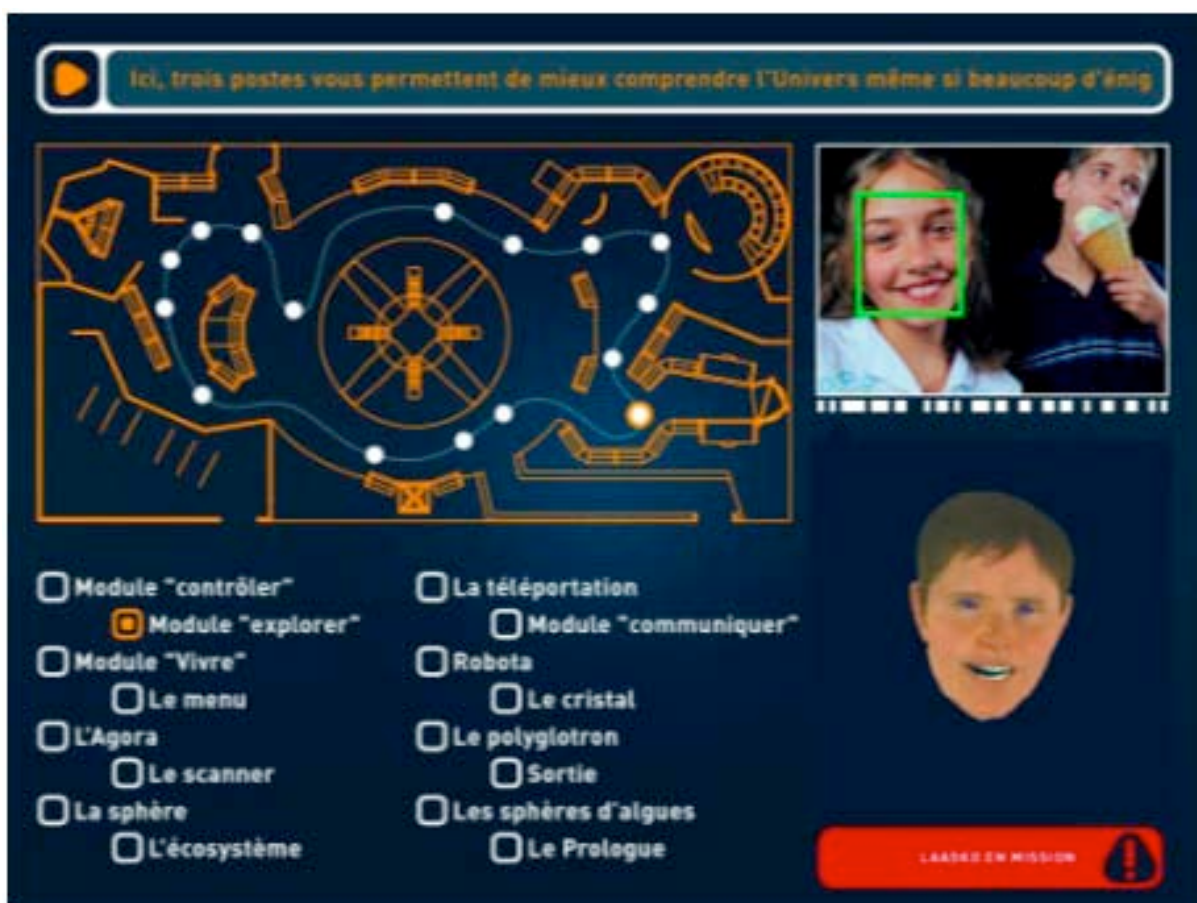 Ici, trois postes vous permettent de mieux comprendre l"Univers même si beaucoup d'énig
Module "contrôler"
Module "explorer"
Module "Vivre"
Le menu
L'Agora
Le scanner
La sphère
L'écosystème
La téléportation
Module "communiquer"
Robota
Le cristal
Le polyglotron
Sortie
Les sphères d'algues
Le Prologue
EN MISSION